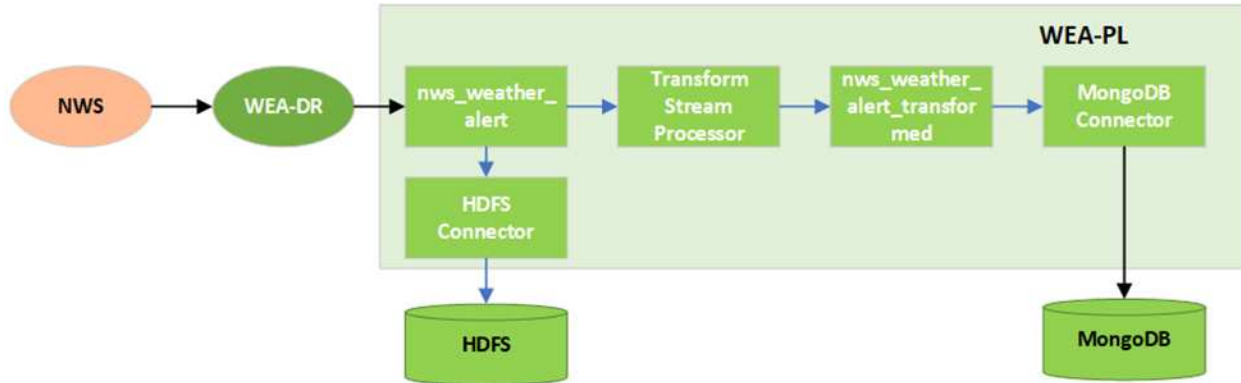 WEA-PL
NWS
WEA-DR
nws_weather_
alert
Transform
Stream
Processor
nws_weather_
alert_transfor
med
MongoDB
Connector
HDFS
Connector
HDFS
MongoDB